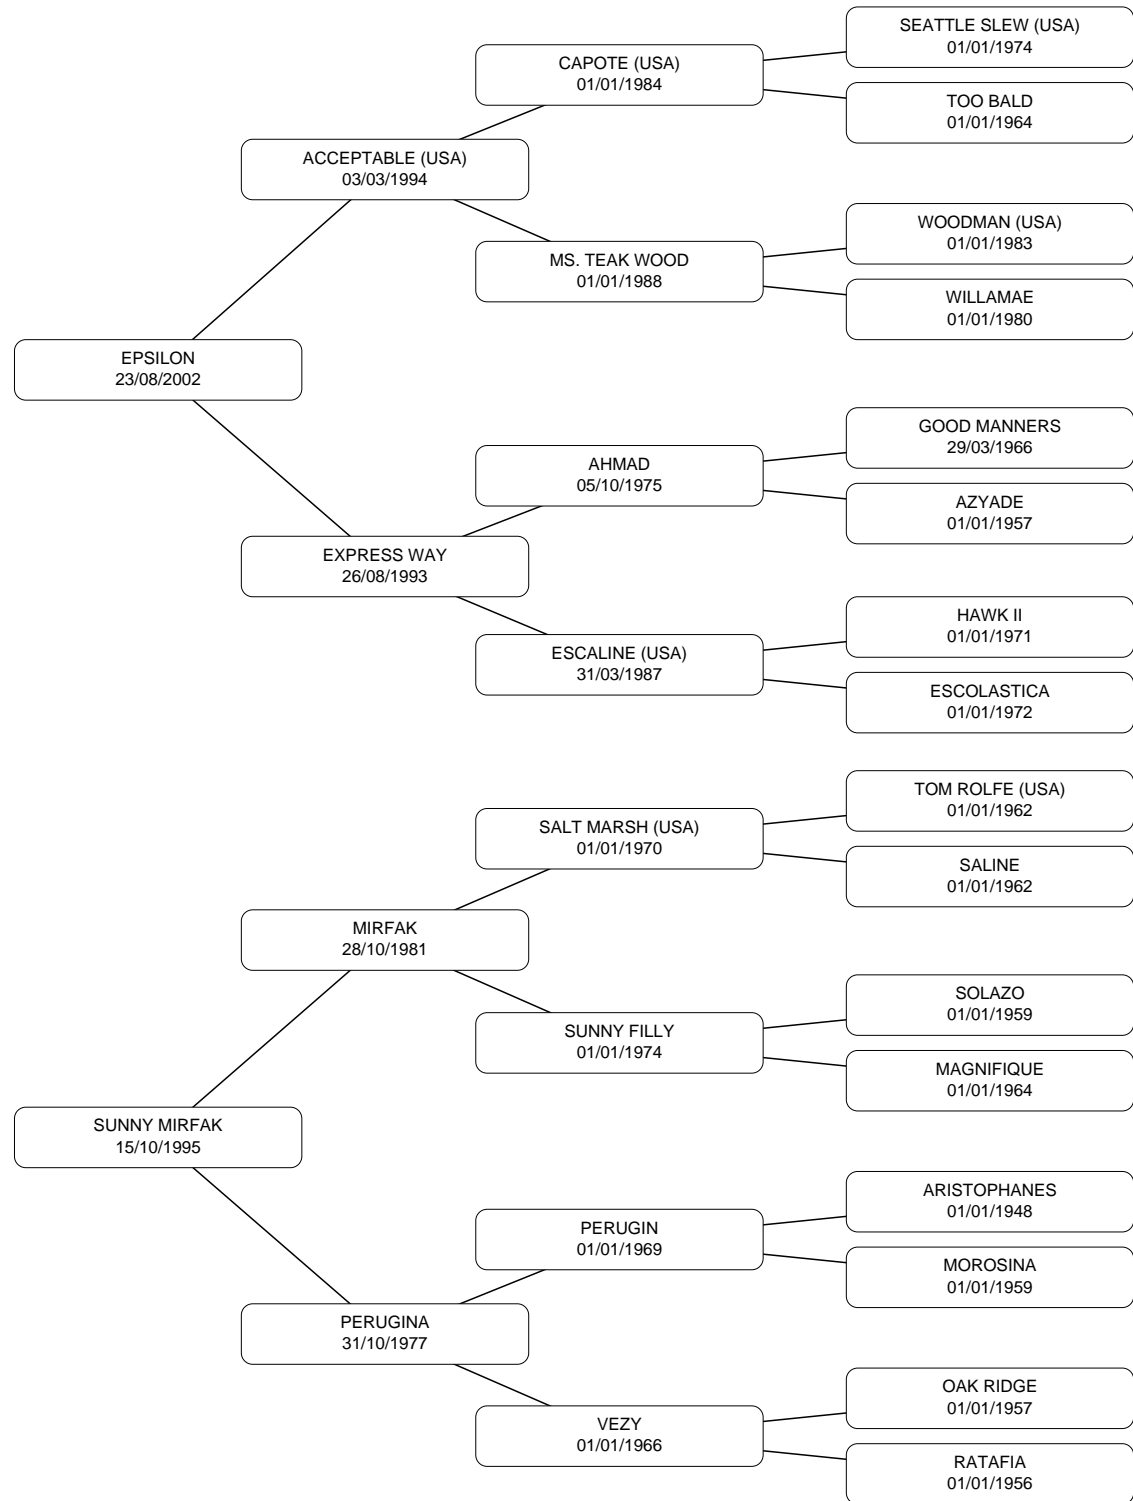 SEATTLE SLEW (USA)
01/01/1974
CAPOTE (USA)
01/01/1984
TOO BALD
01/01/1964
ACCEPTABLE (USA)
03/03/1994
WOODMAN (USA)
01/01/1983
MS. TEAK WOOD
01/01/1988
WILLAMAE
01/01/1980
EPSILON
23/08/2002
GOOD MANNERS
29/03/1966
AHMAD
05/10/1975
AZYADE
01/01/1957
EXPRESS WAY
26/08/1993
HAWK II
01/01/1971
ESCALINE (USA)
31/03/1987
ESCOLASTICA
01/01/1972
TOM ROLFE (USA)
01/01/1962
SALT MARSH (USA)
01/01/1970
SALINE
01/01/1962
MIRFAK
28/10/1981
SOLAZO
01/01/1959
SUNNY FILLY
01/01/1974
MAGNIFIQUE
01/01/1964
SUNNY MIRFAK
15/10/1995
ARISTOPHANES
01/01/1948
PERUGIN
01/01/1969
MOROSINA
01/01/1959
PERUGINA
31/10/1977
OAK RIDGE
01/01/1957
VEZY
01/01/1966
RATAFIA
01/01/1956